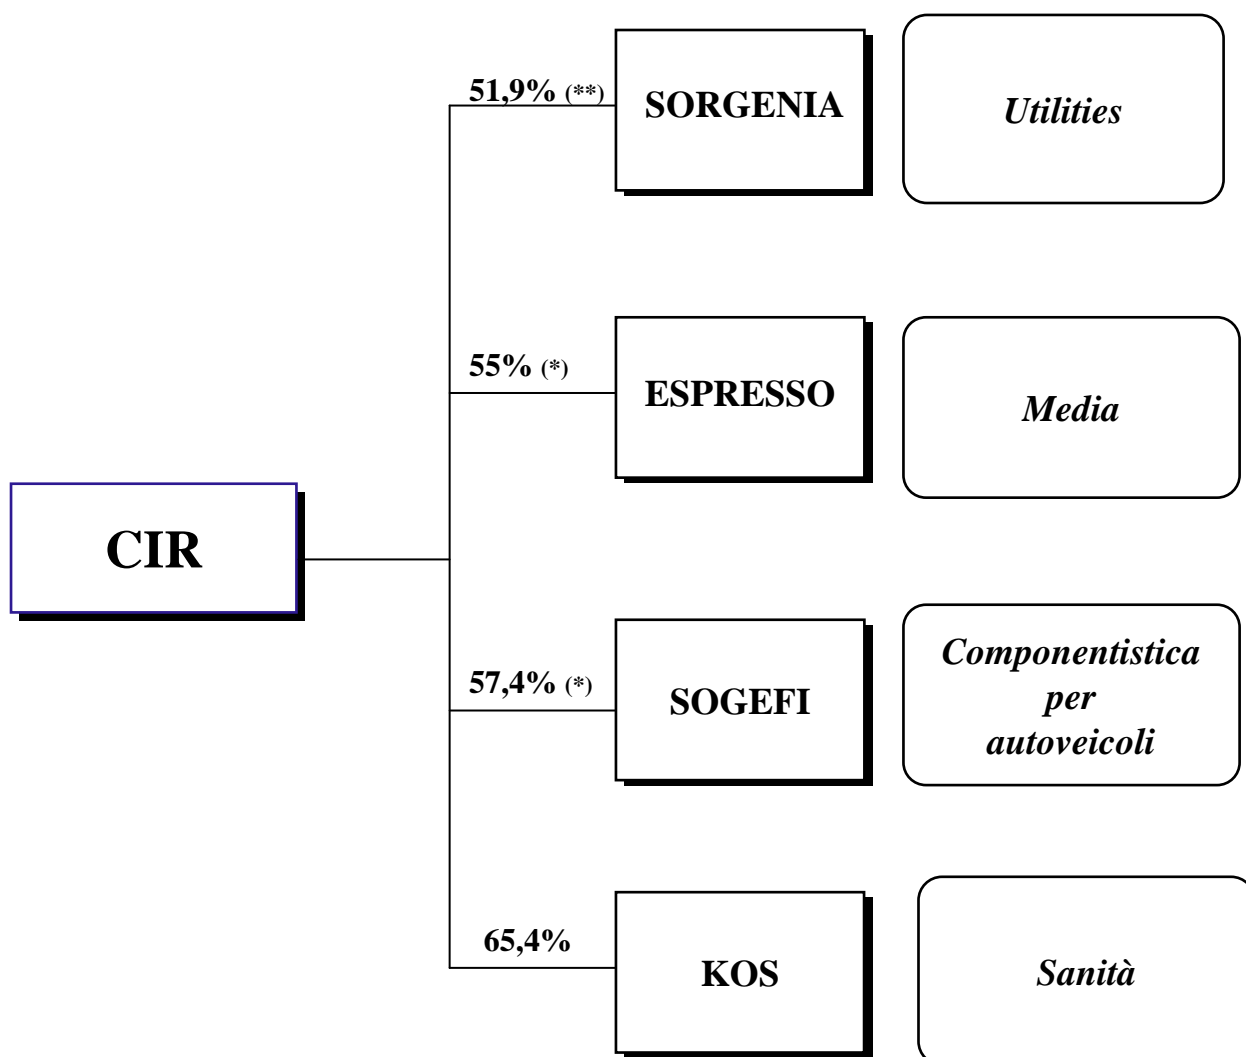 51,9% (**)
SORGENIA
Utilities
55% (*)
ESPRESSO
Media
CIR
57,4% (*)
SOGEFI
Componentistica
per
autoveicoli
65,4%
KOS
Sanità